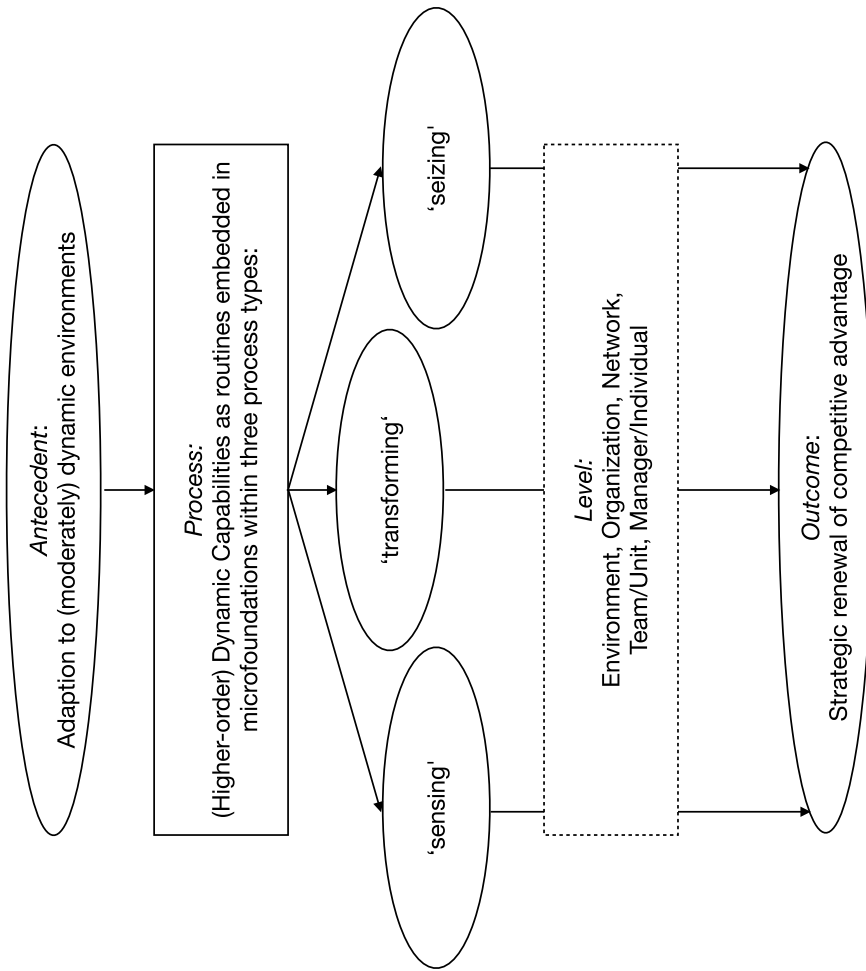 Antecedent:
Adaption to (moderately) dynamic environments
Process:
(Higher-order) Dynamic Capabilities as routines embedded in
microfoundations within three process types:
‘sensing'
‘transforming‘
‘seizing'
Level:
Environment, Organization, Network,
Team/Unit, Manager/Individual
Outcome:
Strategic renewal of competitive advantage